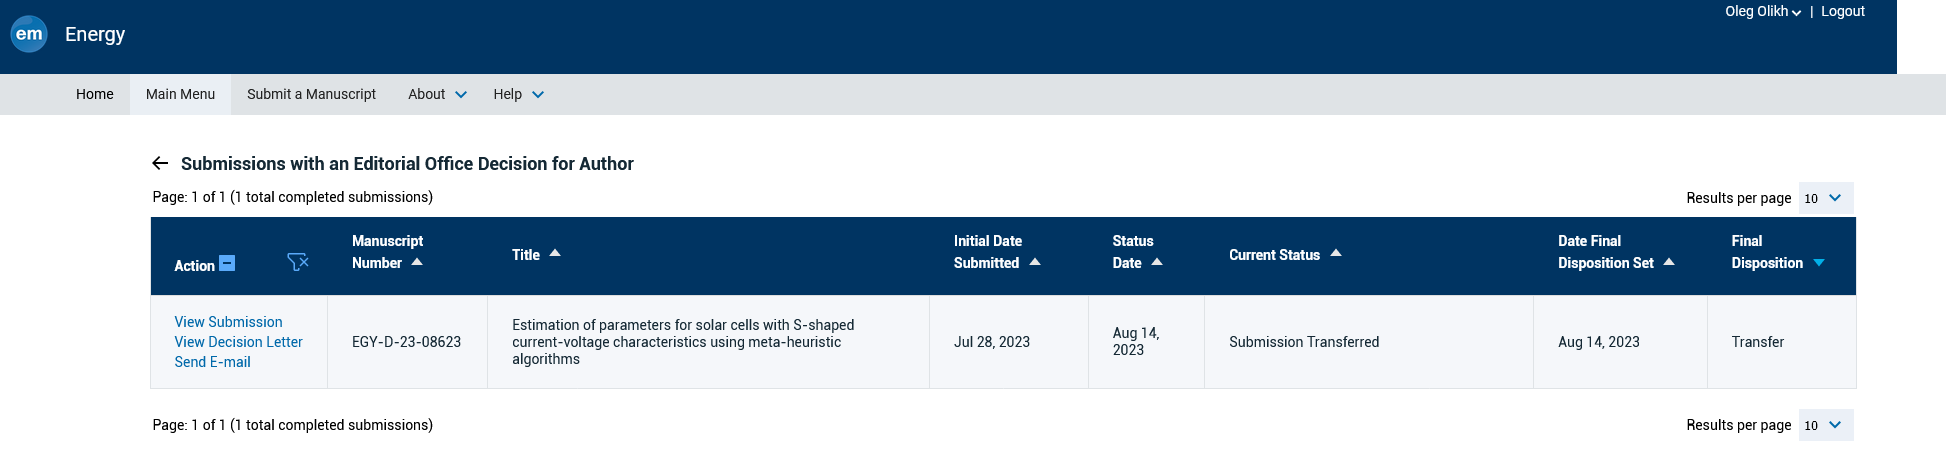 Oleg Olikh | Logout
em Energy
Home Main Menu Submit a Manuscript About Help
Submissions with an Editorial Office Decision for Author
Page: 1 of 1 (1 total completed submissions)
Results per page 10
Action
Manuscript Number
Title
Initial Date Submitted
Status Date
Current Status
Date Final Disposition Set
Final Disposition
View Submission
View Decision Letter
Send E-mail
EGY-D-23-08623
Estimation of parameters for solar cells with S-shaped
current-voltage characteristics using meta-heuristic
algorithms
Jul 28, 2023
Aug 14,
2023
Submission Transferred
Aug 14, 2023
Transfer
Page: 1 of 1 (1 total completed submissions)
Results per page 10